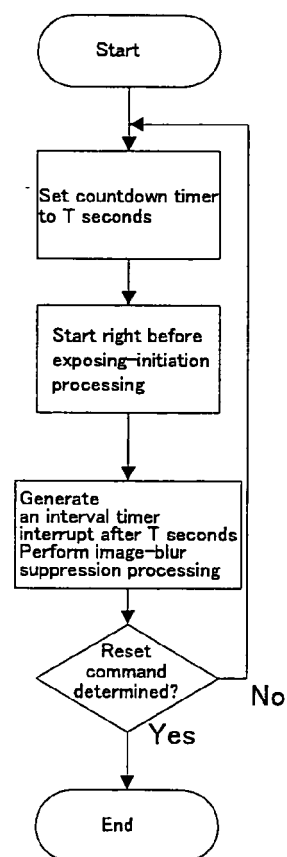 Start
Set countdown timer
to T seconds
Start right before
exposing-initiation
processing
Generate
an interval timer
interrupt after T seconds
Perform image-blur
suppression processing
Reset
command
determined?
No
Yes
End